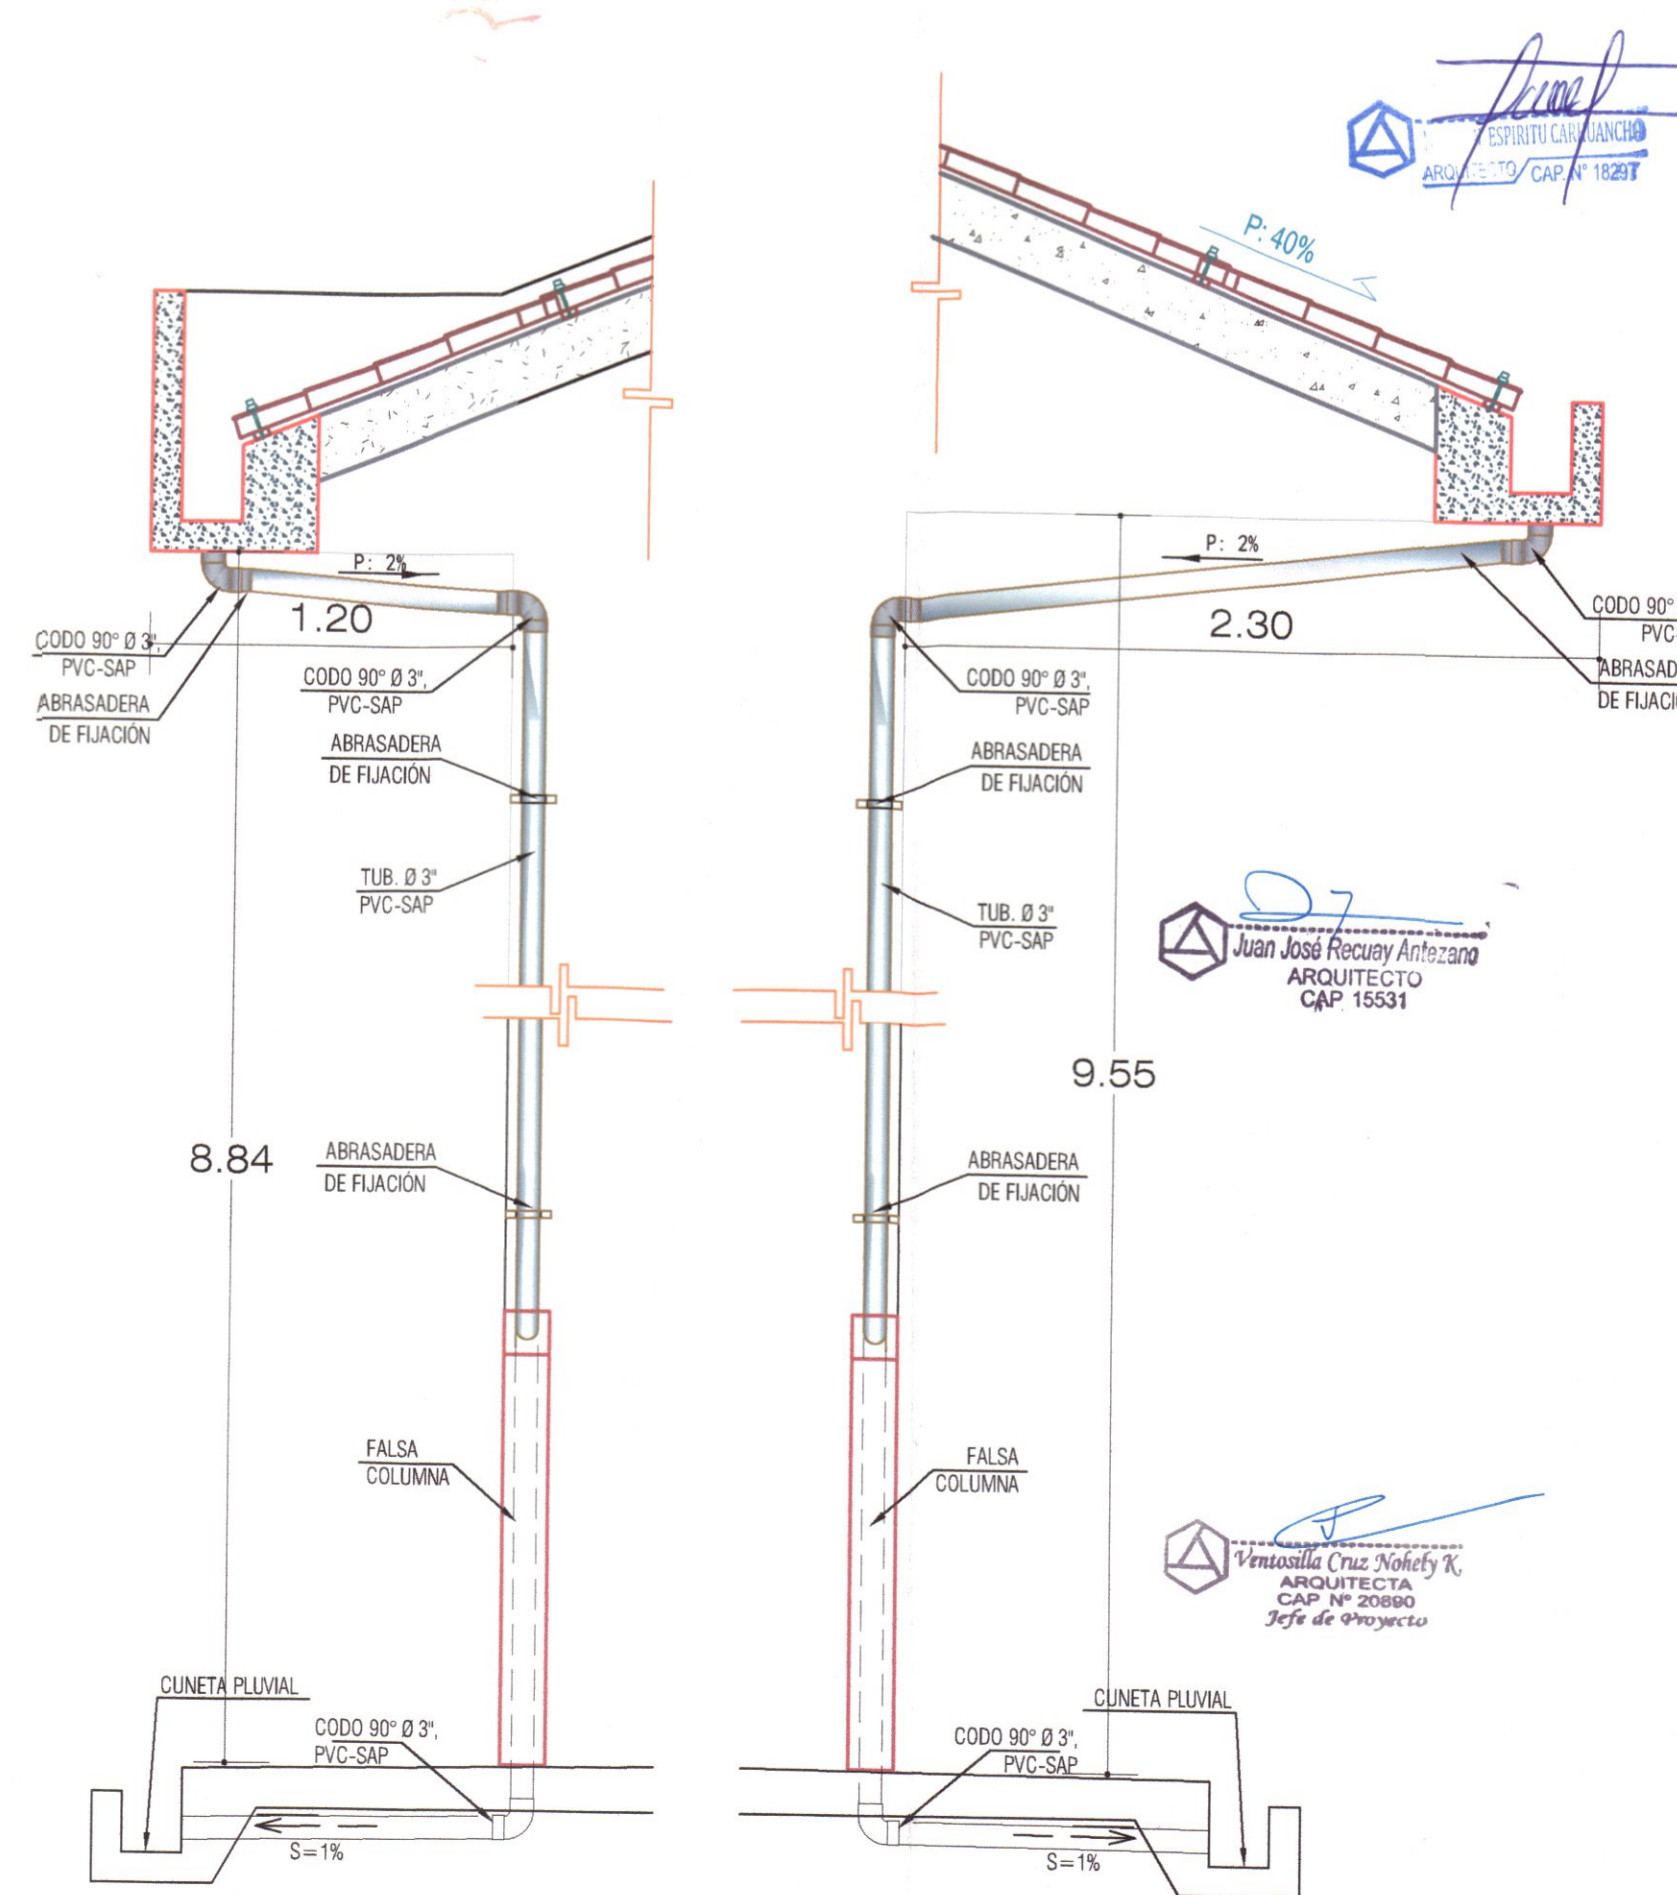 ESPIRITU CARHUANCHO
ARQUITECTO CAP. N° 18297
P: 40%
P: 2%
1.20
CODO 90° Ø 3",
PVC-SAP
ABRASADERA
DE FIJACIÓN
CODO 90° Ø 3",
PVC-SAP
ABRASADERA
DE FIJACIÓN
TUB. Ø 3"
PVC-SAP
8.84
ABRASADERA
DE FIJACIÓN
FALSA
COLUMNA
CUNETA PLUVIAL
CODO 90° Ø 3",
PVC-SAP
S=1%
P: 2%
2.30
CODO 90°
PVC-
ABRASAD
DE FIJACI
CODO 90° Ø 3",
PVC-SAP
ABRASADERA
DE FIJACIÓN
TUB. Ø 3"
PVC-SAP
Juan José Recuay Antezano
ARQUITECTO
CAP 15531
9.55
ABRASADERA
DE FIJACIÓN
FALSA
COLUMNA
Ventosilla Cruz Nohely K.
ARQUITECTA
CAP Nº 20890
Jefe de Proyecto
CUNETA PLUVIAL
CODO 90° Ø 3",
PVC-SAP
S=1%